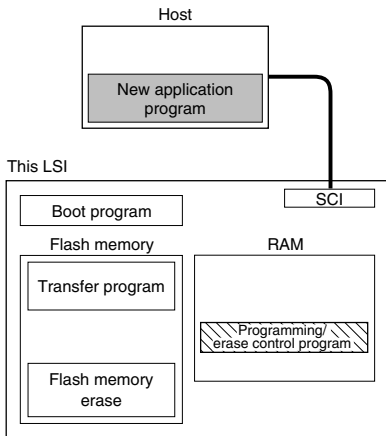 Host
New application
program
This LSI
SCI
Boot program
Flash memory
RAM
Transfer program
Programming/
erase control program
Flash memory
erase